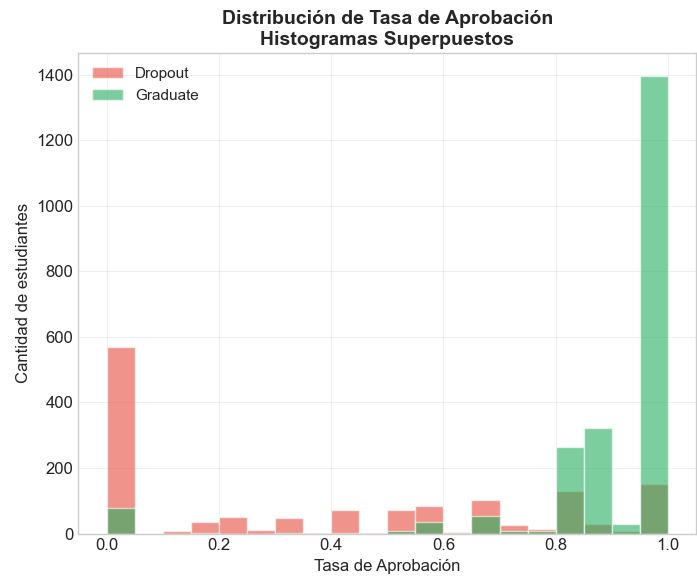 Distribución de Tasa de Aprobación
Histogramas Superpuestos
Dropout
Graduate
Cantidad de estudiantes
1400
1200
1000
800
600
400
200
0
0.0 0.2 0.4 0.6 0.8 1.0
Tasa de Aprobación